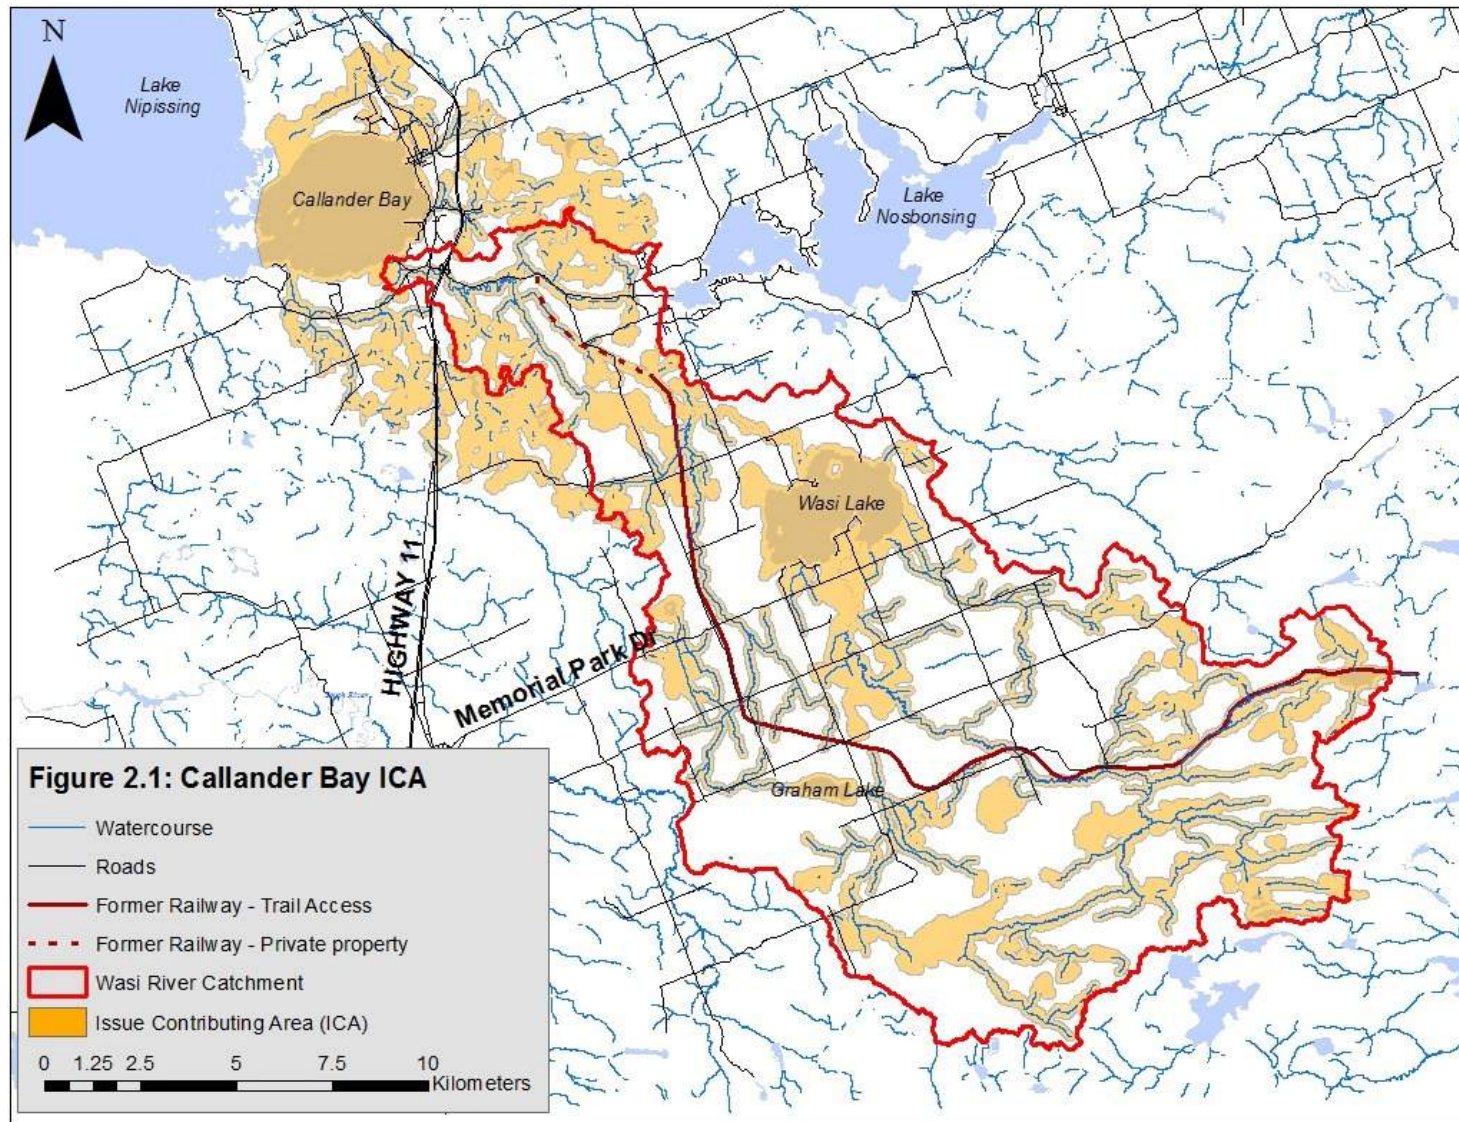 N
Lake
Nipissing
Callander Bay
Lake
Nosbonsing
Wasi Lake
HIGHWAY 11
Memorial Park Dr
Graham Lake
Figure 2.1: Callander Bay ICA
Watercourse
Roads
Former Railway - Trail Access
Former Railway - Private property
Wasi River Catchment
Issue Contributing Area (ICA)
0 1.25 2.5 5 7.5 10
Kilometers